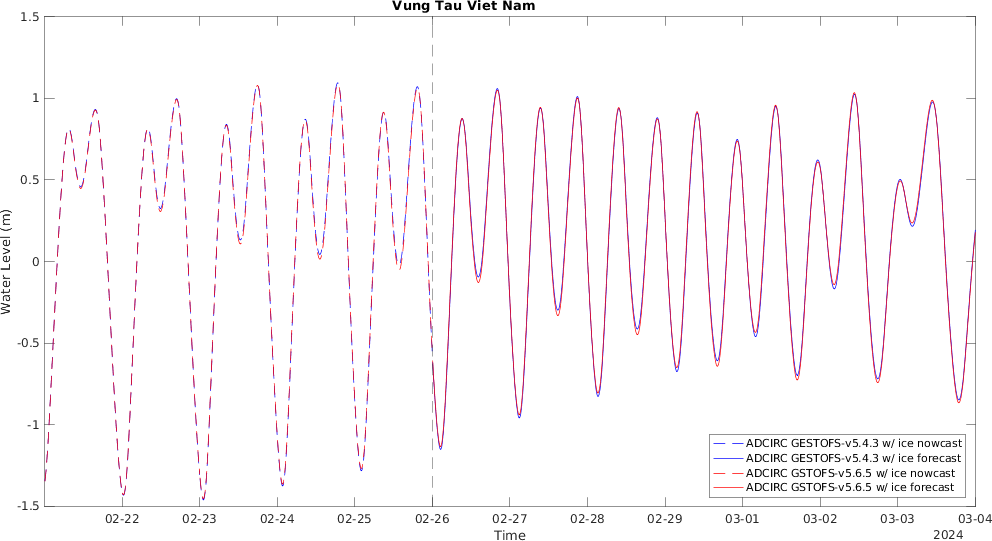 Vung Tau Viet Nam
1.5
1
0.5
0
-0.5
-1
-1.5
Water Level (m)
02-22 02-23 02-24 02-25 02-26 02-27 02-28 02-29 03-01 03-02 03-03 03-04
Time
2024
ADCIRC GESTOFS-v5.4.3 w/ ice nowcast
ADCIRC GESTOFS-v5.4.3 w/ ice forecast
ADCIRC GSTOFS-v5.6.5 w/ ice nowcast
ADCIRC GSTOFS-v5.6.5 w/ ice forecast